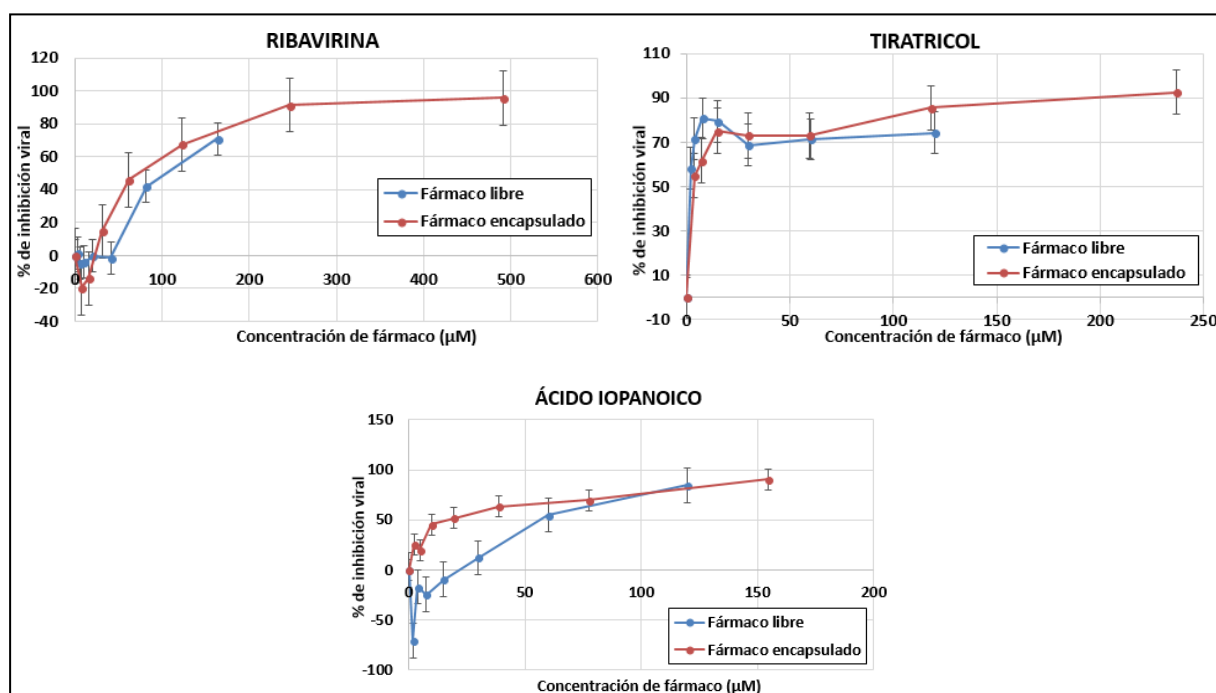 RIBAVIRINA
120
100
80
60
40
20
0
-20
-40
0
100
200
300
400
500
600
% de inhibición viral
Concentración de fármaco (µM)
Fármaco libre
Fármaco encapsulado
TIRATRICOL
110
90
70
50
30
10
-10
0
50
100
150
200
250
% de inhibición viral
Concentración de fármaco (µM)
Fármaco libre
Fármaco encapsulado
ÁCIDO IOPANOICO
150
100
50
0
-50
-100
0
50
100
150
200
% de inhibición viral
Concentración de fármaco (µM)
Fármaco libre
Fármaco encapsulado